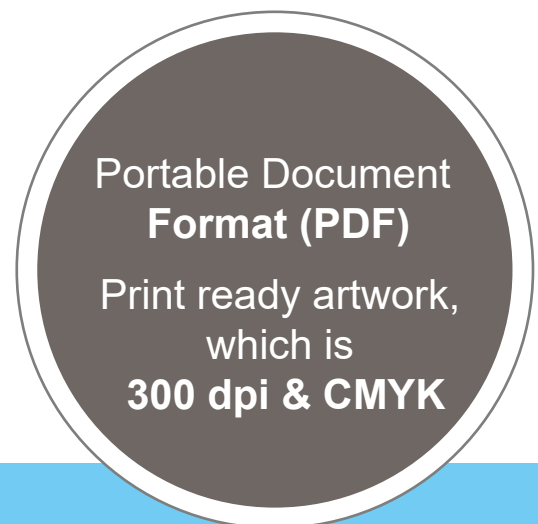 Portable Document
Format (PDF)
Print ready artwork,
which is
300 dpi & CMYK